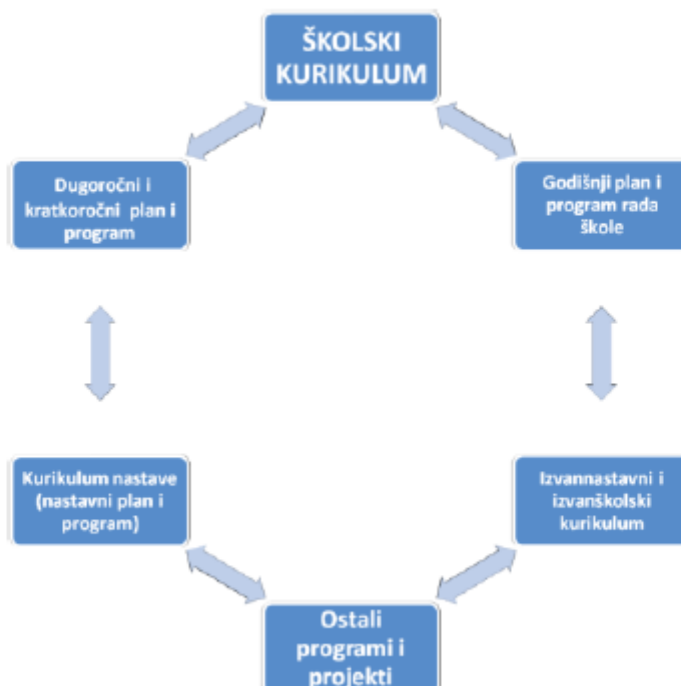 ŠKOLSKI
KURIKULUM
Dugoročni i
kratkoročni plan i
program
Godišnji plan i
program rada
škole
Kurikulum nastave
(nastavni plan i
program)
Izvannastavni i
izvanškolski
kurikulum
Ostali
programi i
projekti